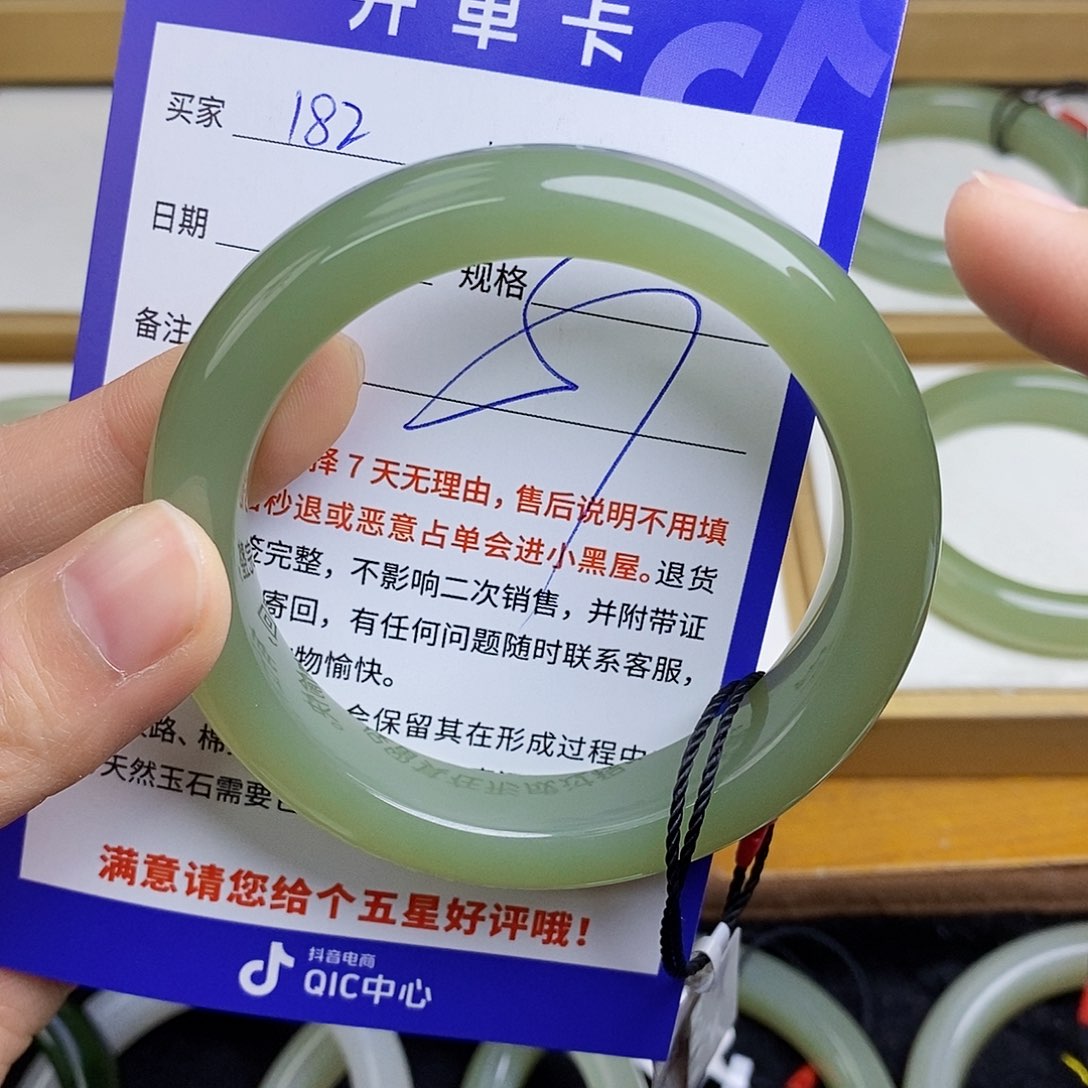 开单卡
买家 182
日期
规格
备注
择7天无理由，售后说明不用填
秒退或恶意占单会进小黑屋。退货
签完整，不影响二次销售，并附带证
寄回，有任何问题随时联系客服，
物愉快。
会保留其在形成过程中
路、棉
天然玉石需要
满意请您给个五星好评哦！
抖音电商
QIC中心